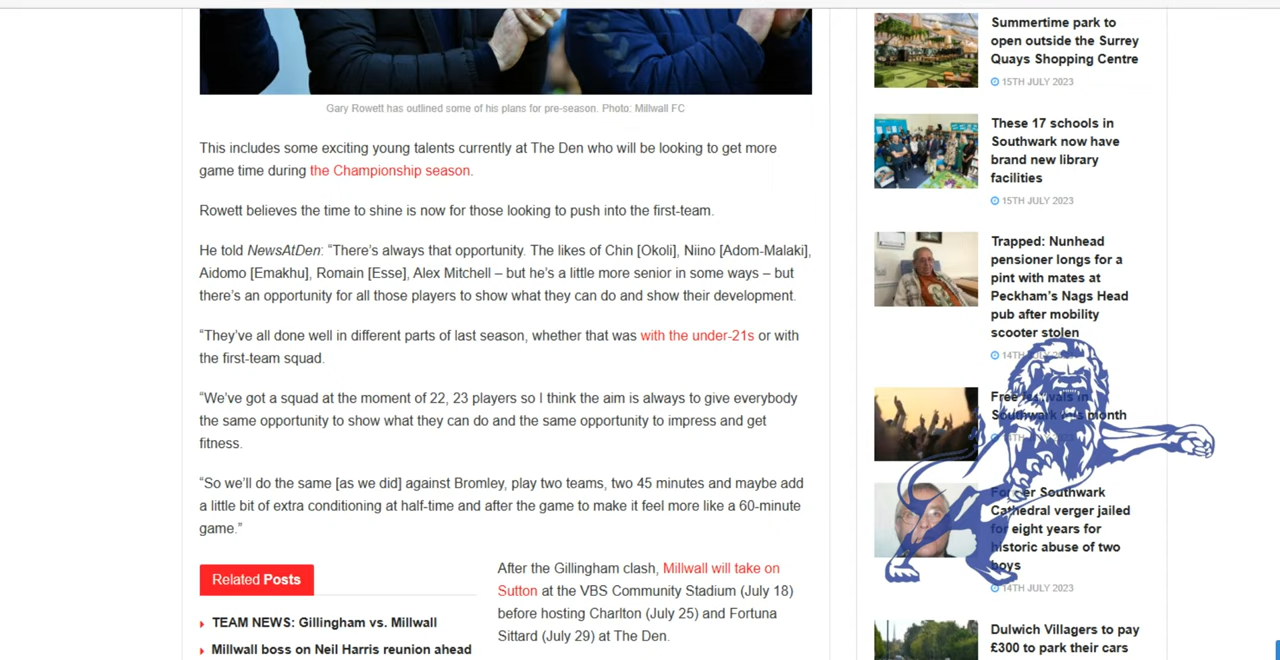 Gary Rowett has outlined some of his plans for pre-season. Photo: Millwall FC
This includes some exciting young talents currently at The Den who will be looking to get more
game time during the Championship season.
Rowett believes the time to shine is now for those looking to push into the first-team.
He told NewsAtDen: “There’s always that opportunity. The likes of Chin [Okoli], Niino [Adom-Malaki],
Aidomo [Emakhu], Romain [Esse], Alex Mitchell – but he’s a little more senior in some ways – but
there’s an opportunity for all those players to show what they can do and show their development.
“They’ve all done well in different parts of last season, whether that was with the under-21s or with
the first-team squad.
“We’ve got a squad at the moment of 22, 23 players so I think the aim is always to give everybody
the same opportunity to show what they can do and the same opportunity to impress and get
fitness.
“So we’ll do the same [as we did] against Bromley, play two teams, two 45 minutes and maybe add
a little bit of extra conditioning at half-time and after the game to make it feel more like a 60-minute
game.”
Related Posts
TEAM NEWS: Gillingham vs. Millwall
Millwall boss on Neil Harris reunion ahead
After the Gillingham clash, Millwall will take on
Sutton at the VBS Community Stadium (July 18)
before hosting Charlton (July 25) and Fortuna
Sittard (July 29) at The Den.
Summertime park to
open outside the Surrey
Quays Shopping Centre
15TH JULY 2023
These 17 schools in
Southwark now have
brand new library
facilities
15TH JULY 2023
Trapped: Nunhead
pensioner longs for a
pint with mates at
Peckham’s Nags Head
pub after mobility
scooter stolen
14TH JULY
Free in
Southwark month
Southwark
Cathedral verger jailed
for eight years for
historic abuse of two
boys
14TH JULY 2023
Dulwich Villagers to pay
£300 to park their cars